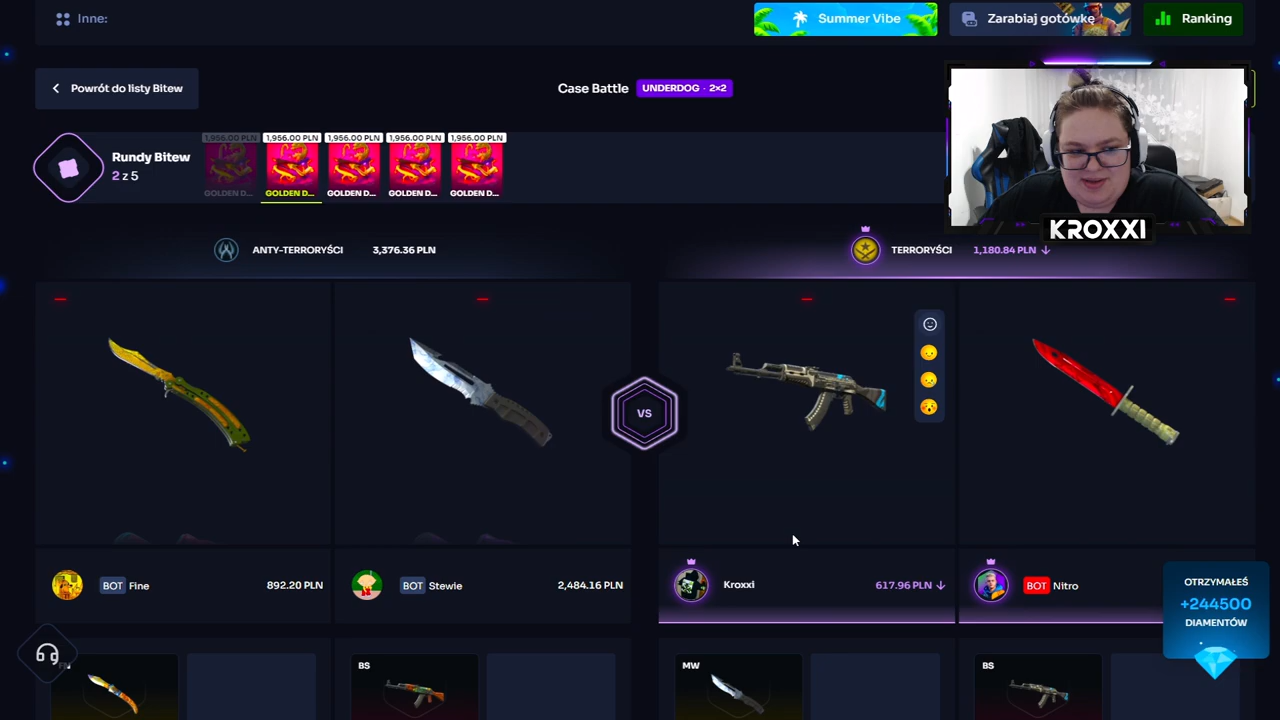 Inne:
Summer Vibe
Zarabiaj gotówkę
Ranking
Powrót do listy Bitew
Case Battle
UNDERDOG · 2×2
Rundy Bitew
2 z 5
1,956.00 PLN
1,956.00 PLN
1,956.00 PLN
1,956.00 PLN
1,956.00 PLN
GOLDEN D...
GOLDEN D...
GOLDEN D...
GOLDEN D...
GOLDEN D...
KROXXI
ANTY-TERRORYŚCI
3,376.36 PLN
TERRORYŚCI
1,180.84 PLN
VS
BOT Fine
892.20 PLN
BOT Stewie
2,484.16 PLN
Kroxxi
617.96 PLN
BOT Nitro
OTRZYMAŁEŚ
+244500
DIAMENTÓW
BS
MW
BS